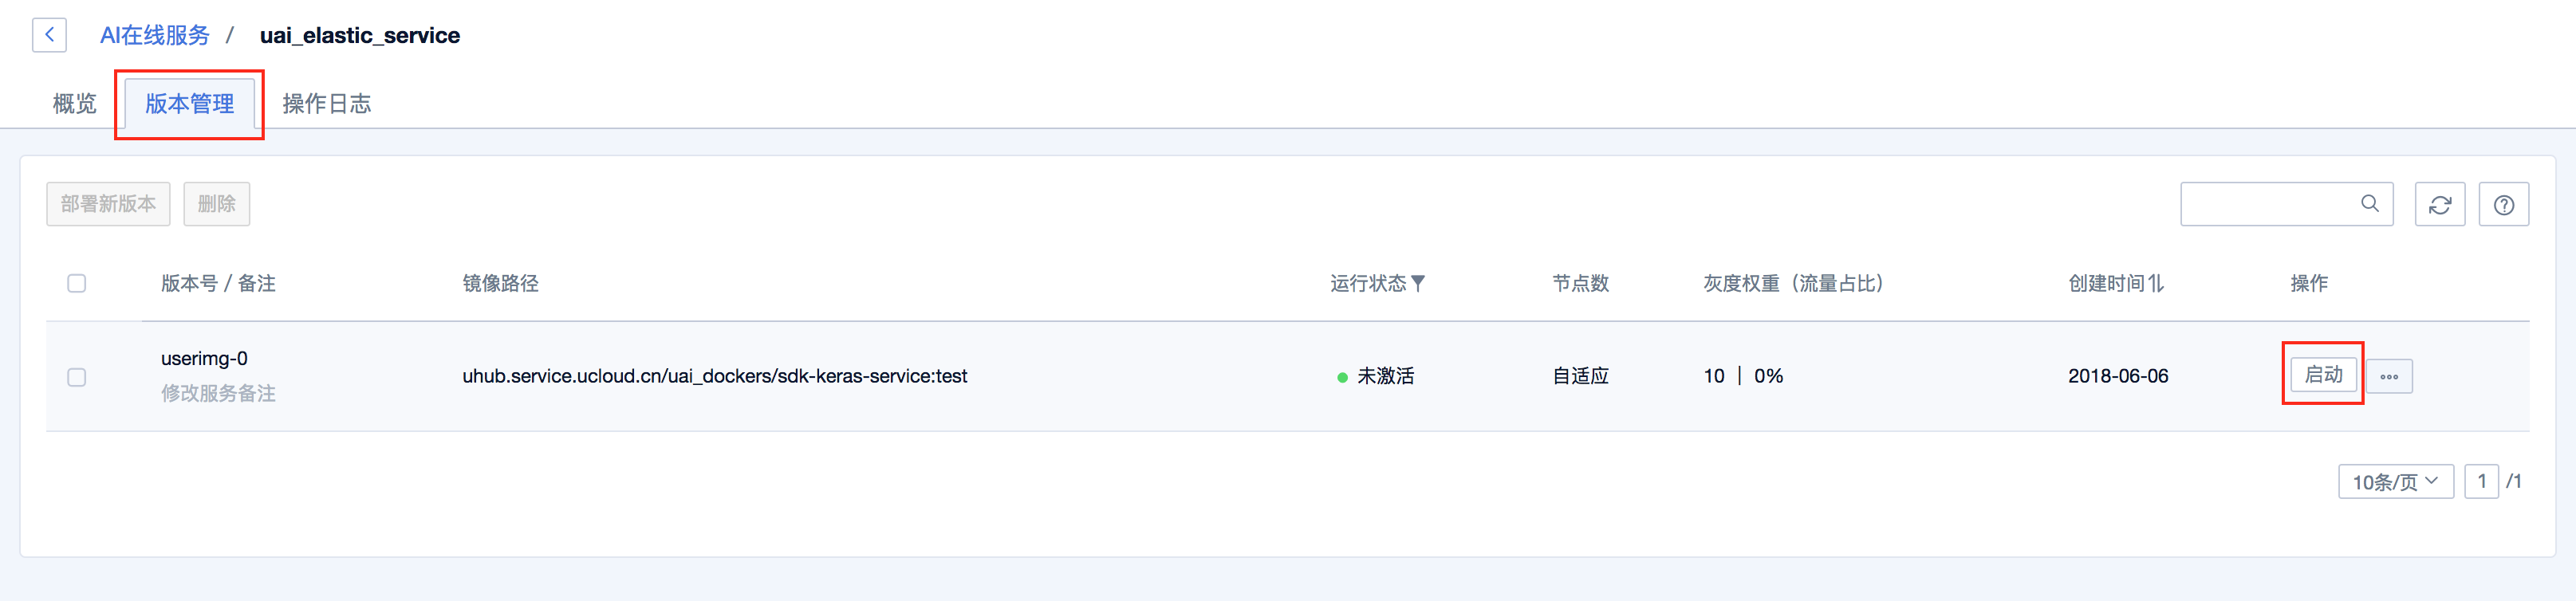 AI在线服务 / uai_elastic_service
概览 版本管理 操作日志
部署新版本 删除
版本号 / 备注 镜像路径 运行状态 节点数 灰度权重（流量占比） 创建时间 操作
userimg-0
修改服务备注
uhub.service.ucloud.cn/uai_dockers/sdk-keras-service:test 未激活 自适应 10 | 0% 2018-06-06 启动
10条/页 1 /1